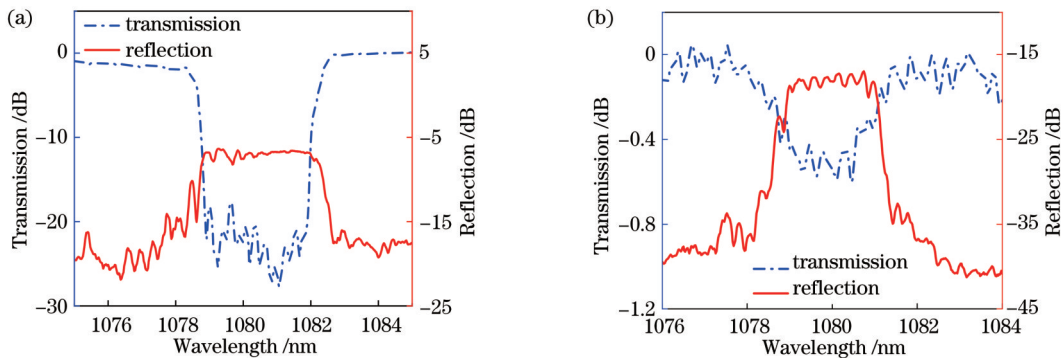 (a)
transmission
reflection
0
-10
-20
-30
Transmission /dB
5
-5
-15
-25
Reflection /dB
1076
1078
1080
1082
1084
Wavelength /nm
(b)
0
-0.4
-0.8
-1.2
Transmission /dB
-15
-25
-35
-45
Reflection /dB
transmission
reflection
1076
1078
1080
1082
1084
Wavelength /nm